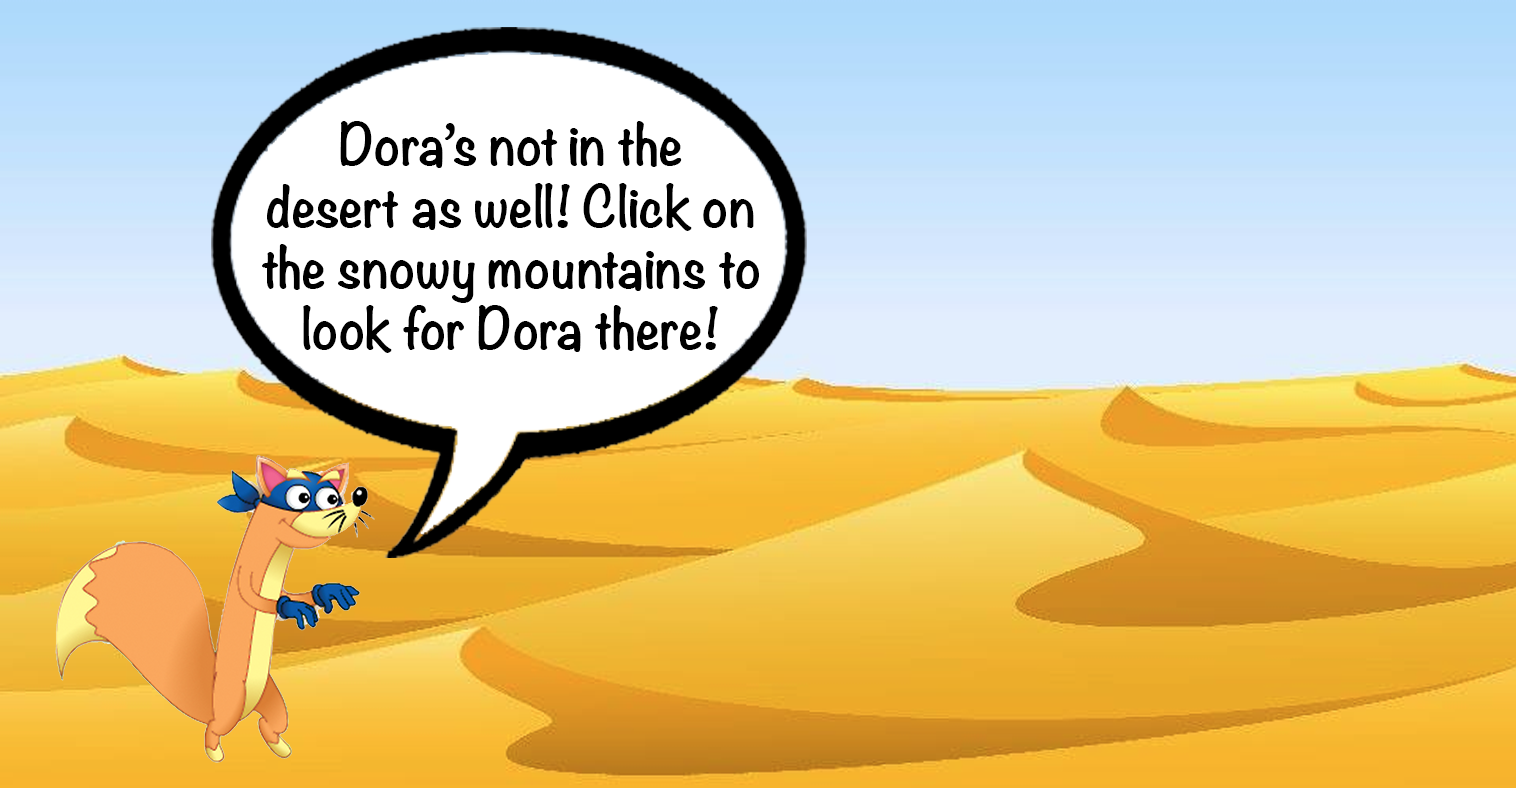 Dora’s not in the
desert as well! Click on
the snowy mountains to
look for Dora there!